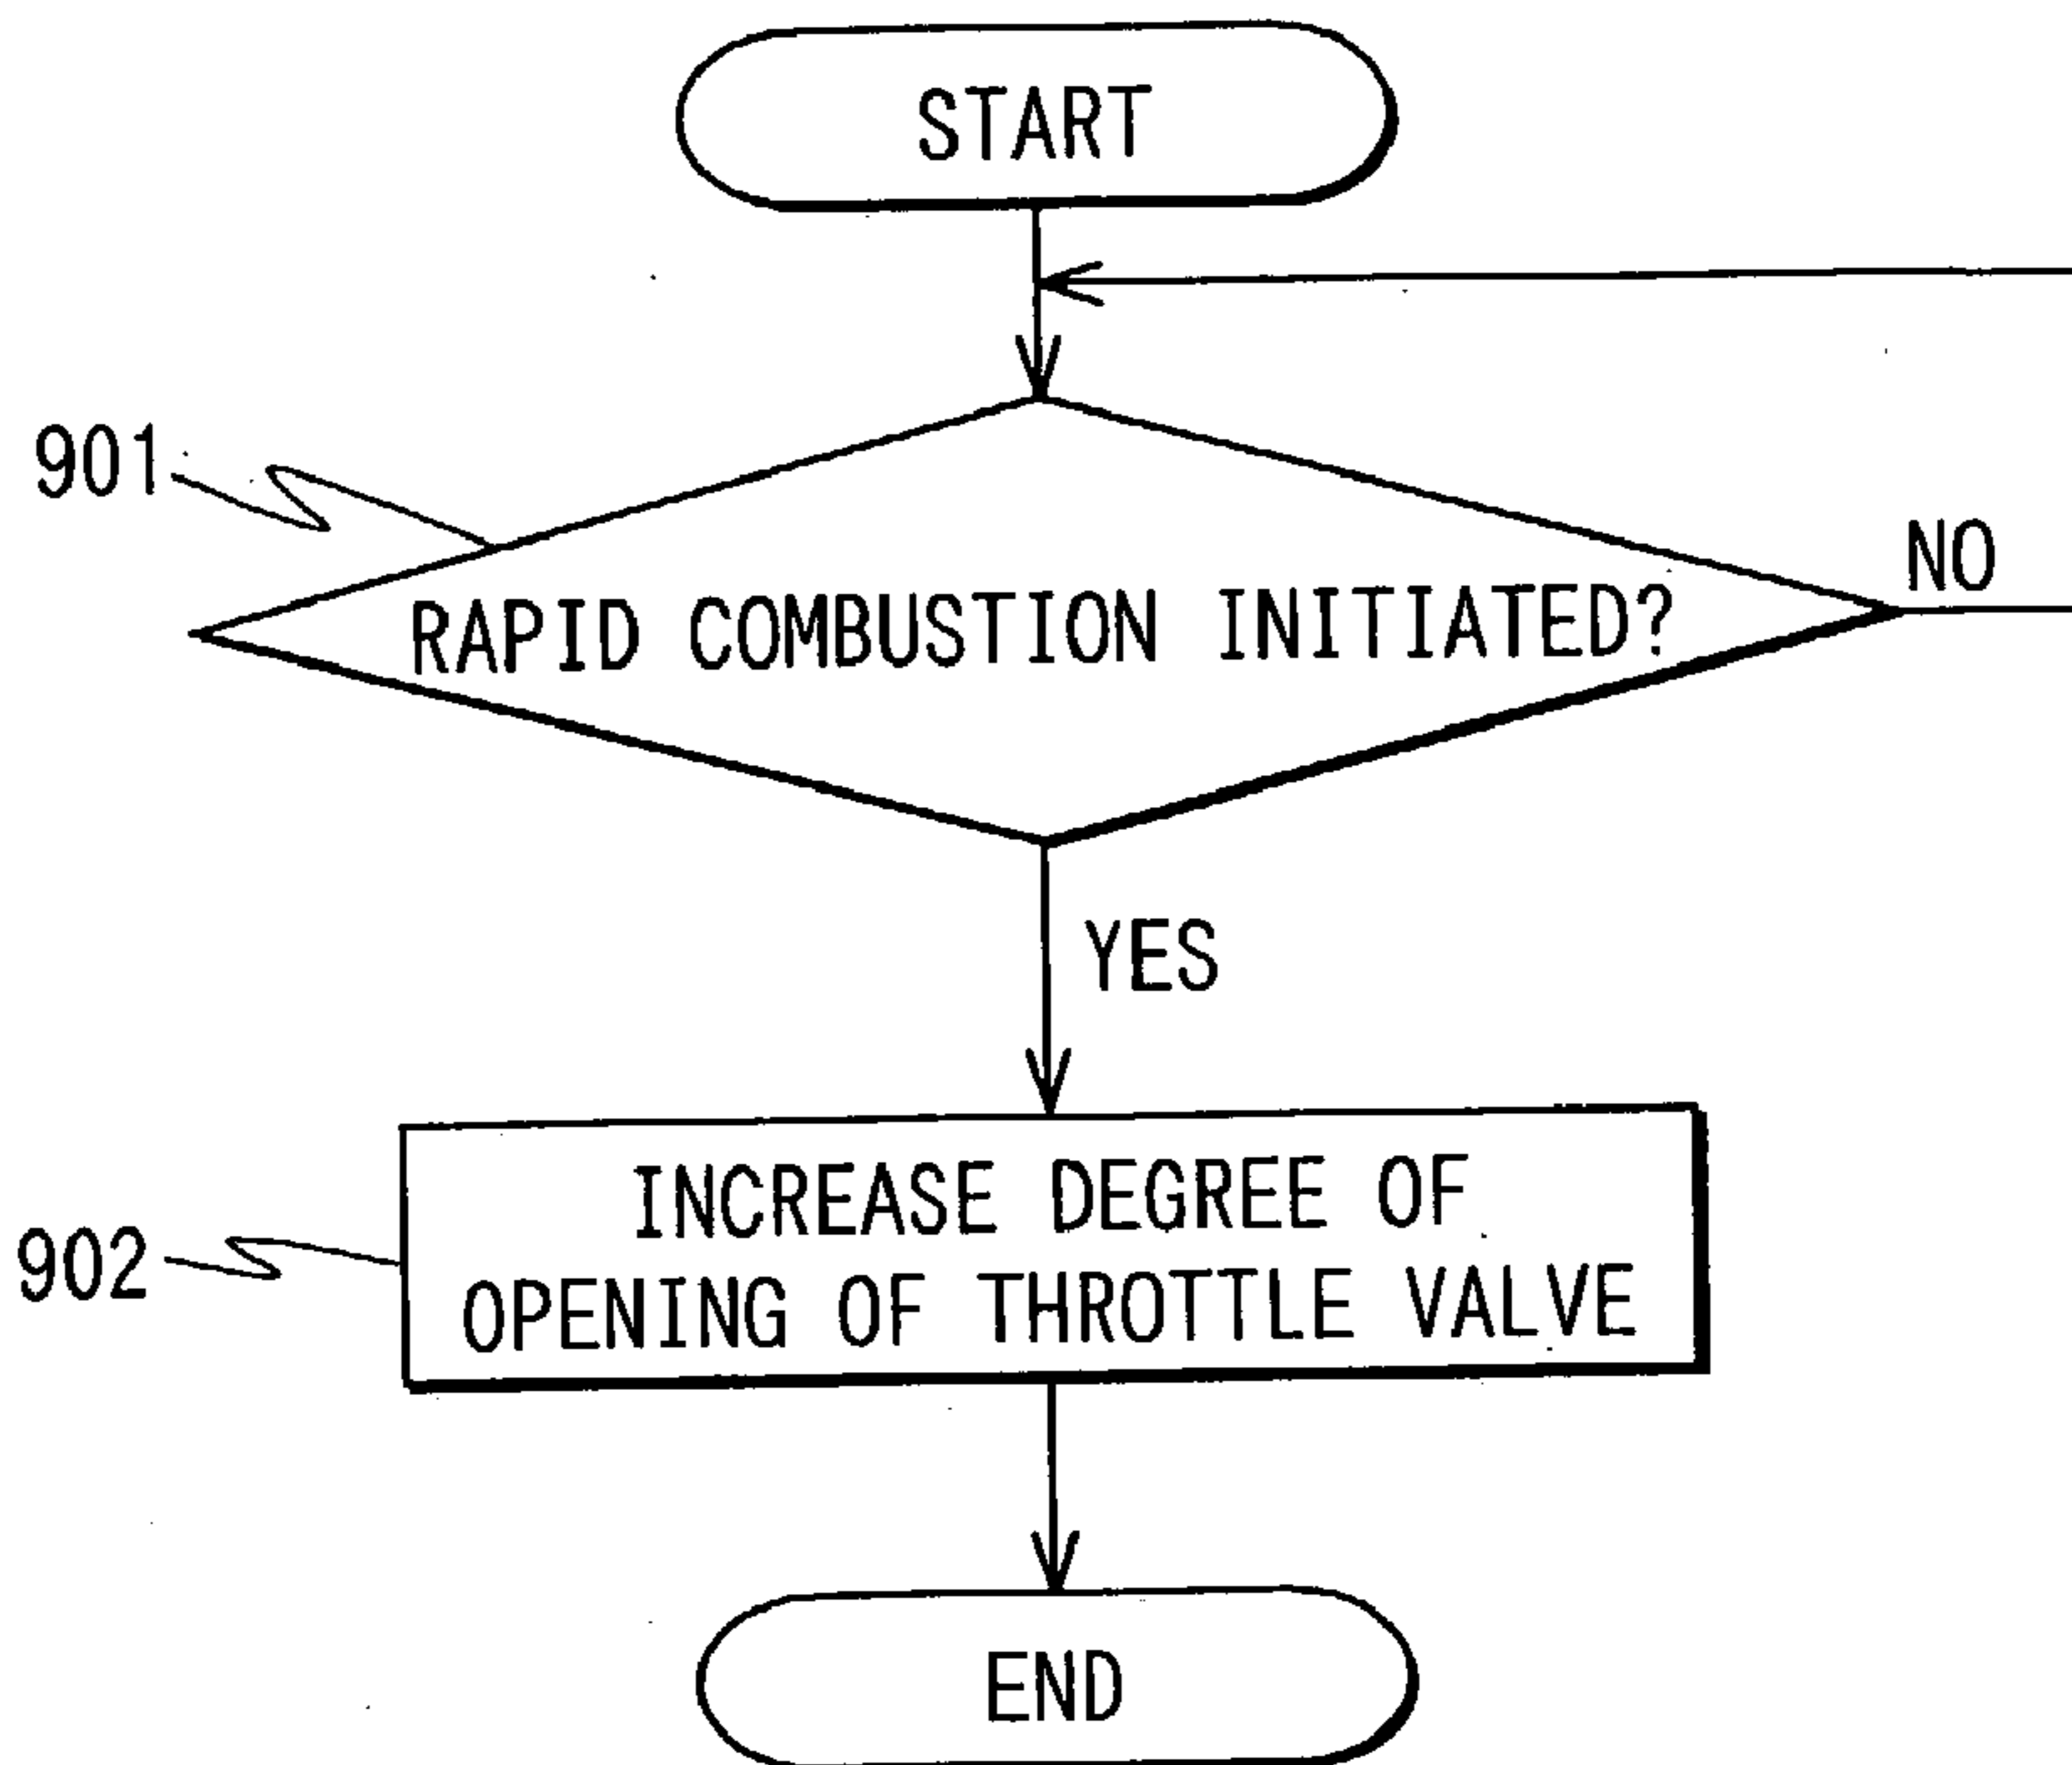 START
901
NO
RAPID COMBUSTION INITIATED?
YES
INCREASE DEGREE OF
902
OPENING OF THROTTLE VALVE
END